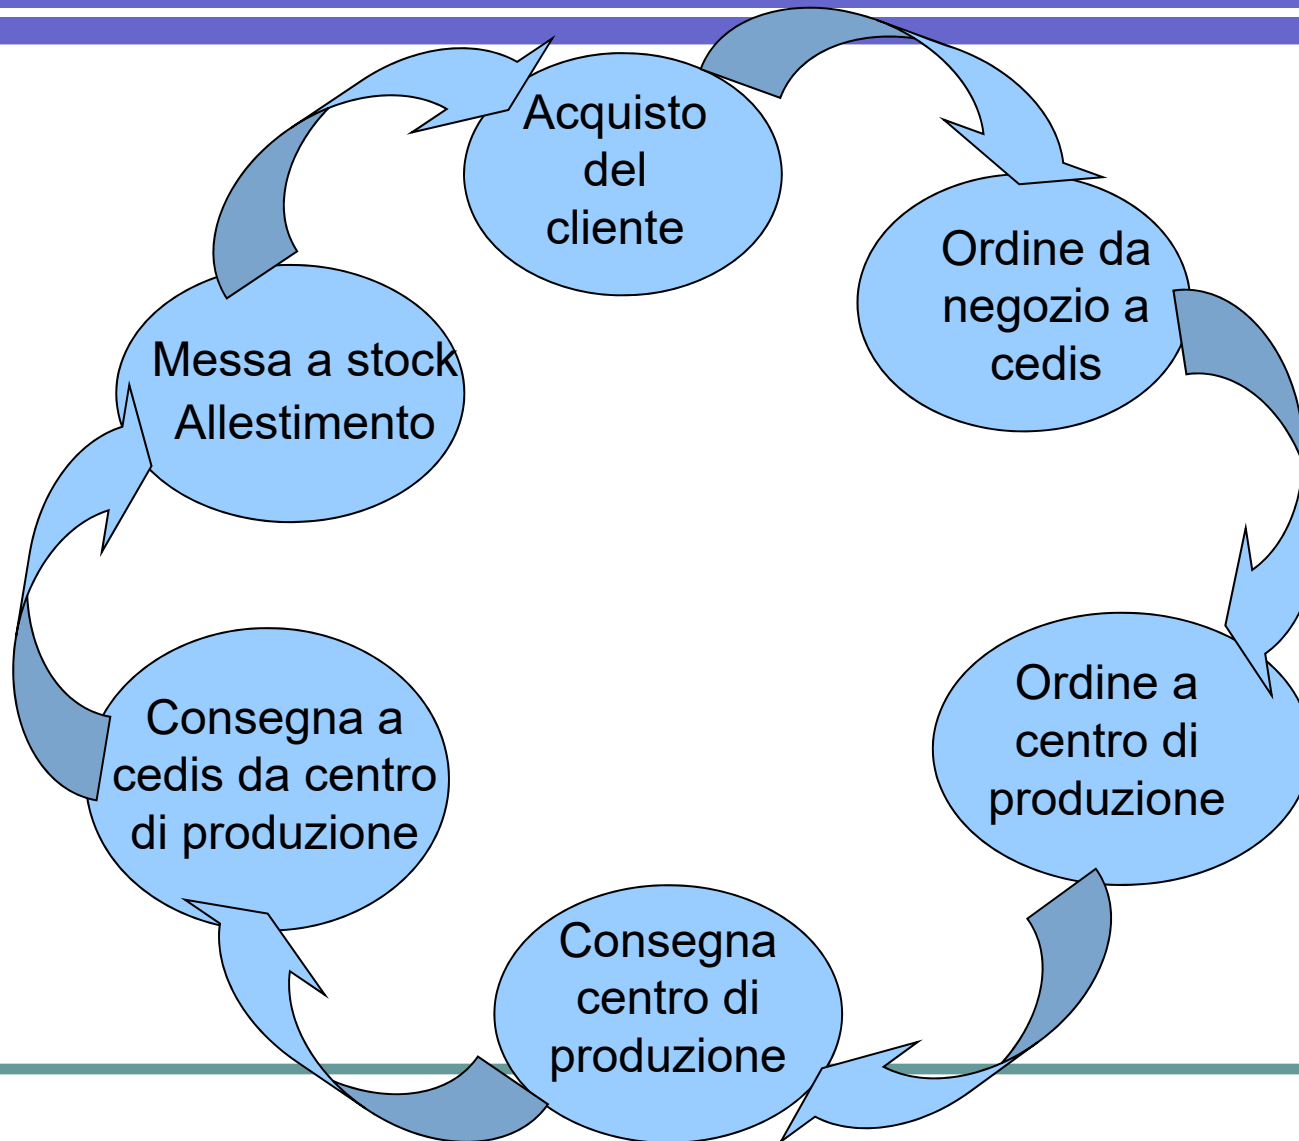 Acquisto
del
cliente
Ordine da
negozio a
cedis
Ordine a
centro di
produzione
Consegna
centro di
produzione
Consegna a
cedis da centro
di produzione
Messa a stock
Allestimento